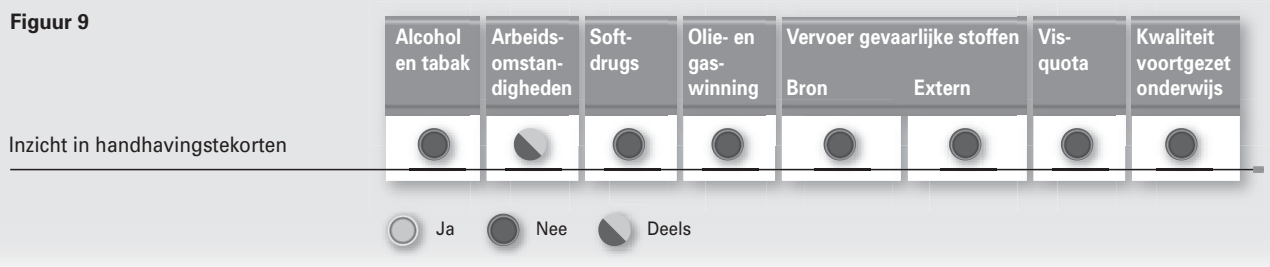 Figuur 9
Alcohol en tabak
Arbeids-omstan-digheden
Soft-drugs
Olie- en gas-winning
Vervoer gevaarlijke stoffen
Bron
Extern
Vis-quota
Kwaliteit voortgezet onderwijs
Inzicht in handhavingstekorten
Ja
Nee
Deels